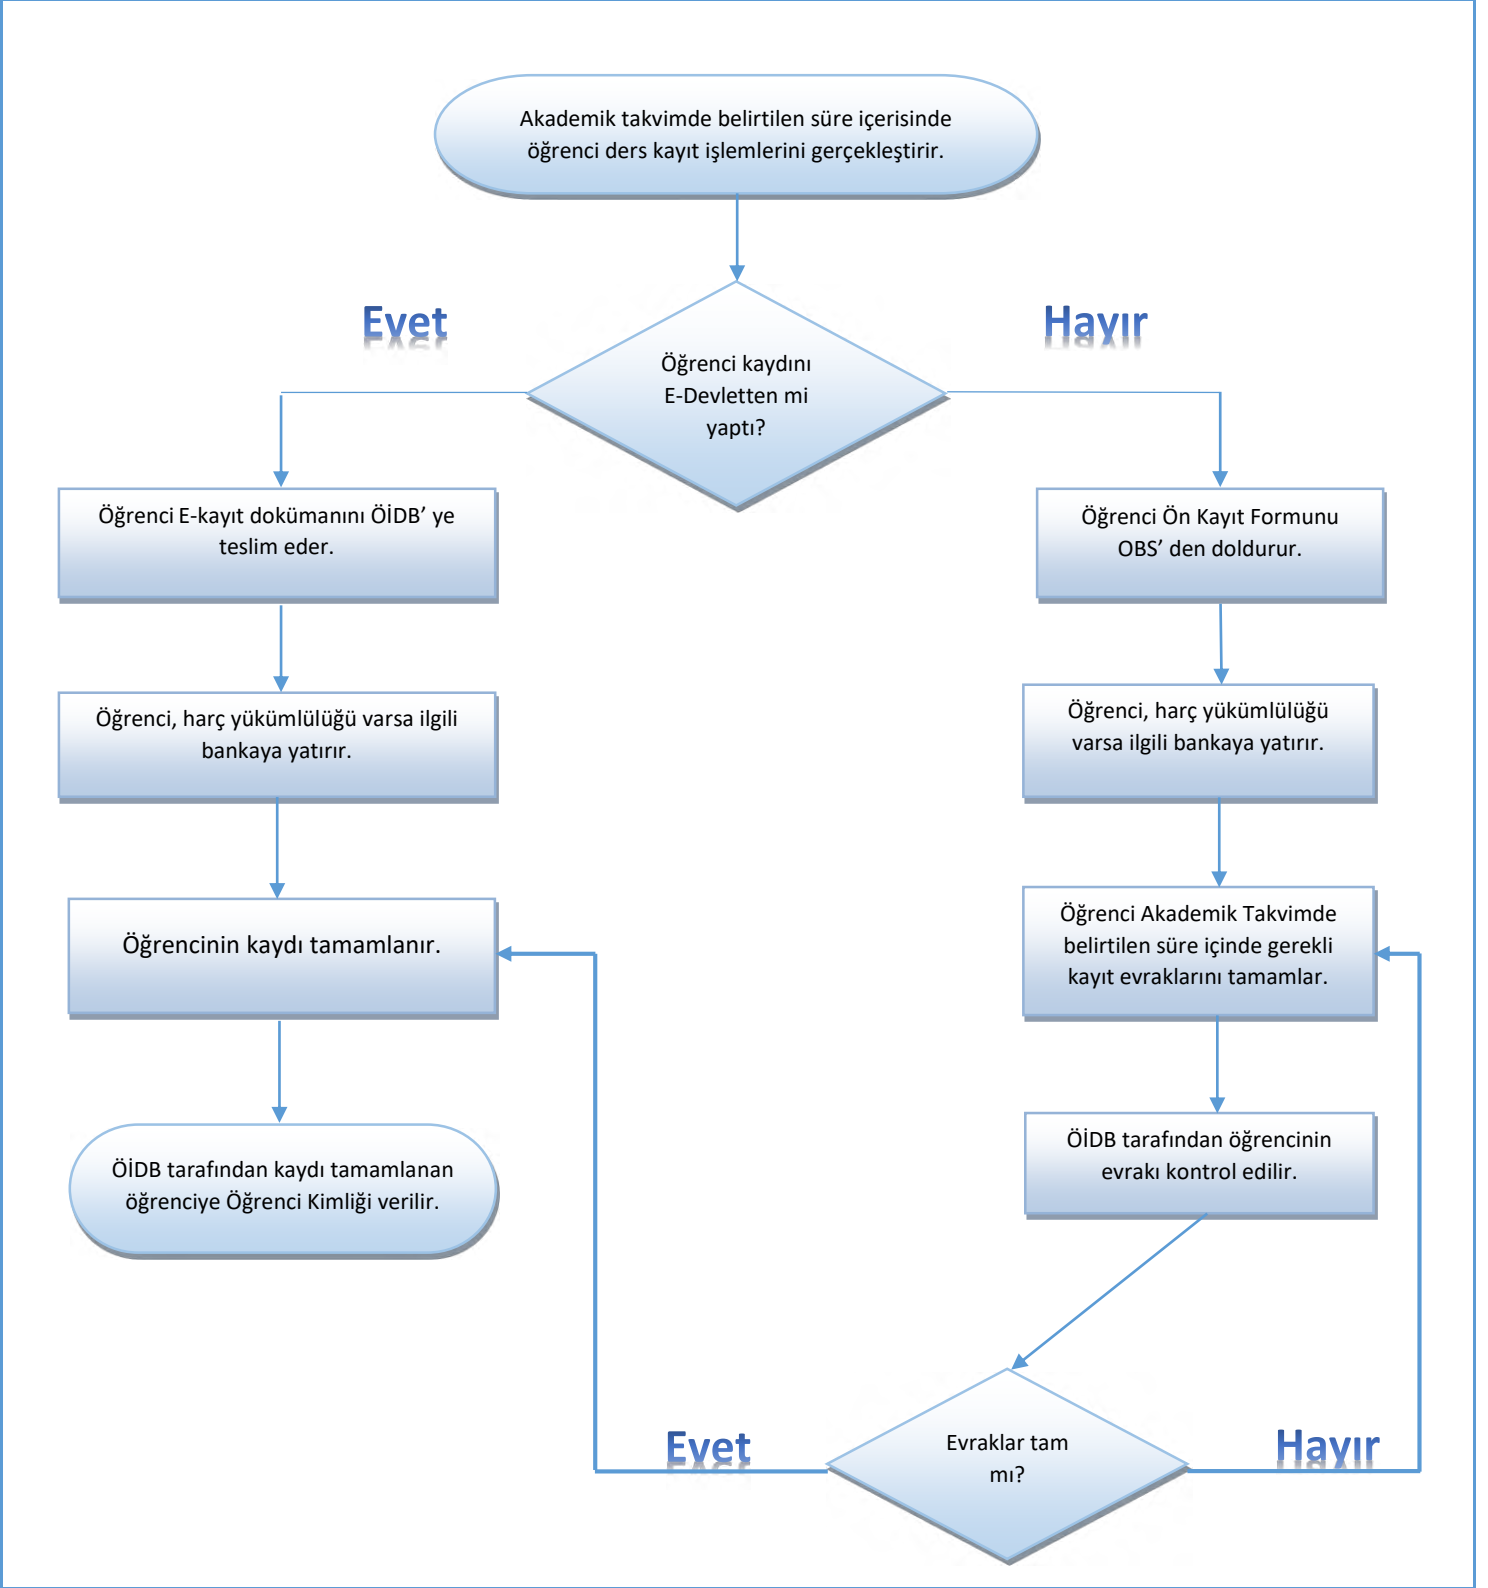 Akademik takvimde belirtilen süre içerisinde
öğrenci ders kayıt işlemlerini gerçekleştirir.
Evet
Hayır
Öğrenci kaydını
E-Devletten mi
yaptı?
Öğrenci E-kayıt dokümanını ÖİDB’ ye
teslim eder.
Öğrenci Ön Kayıt Formunu
OBS’ den doldurur.
Öğrenci, harç yükümlülüğü varsa ilgili
bankaya yatırır.
Öğrenci, harç yükümlülüğü
varsa ilgili bankaya yatırır.
Öğrencinin kaydı tamamlanır.
Öğrenci Akademik Takvimde
belirtilen süre içinde gerekli
kayıt evraklarını tamamlar.
ÖİDB tarafından kaydı tamamlanan
öğrenciye Öğrenci Kimliği verilir.
ÖİDB tarafından öğrencinin
evrakı kontrol edilir.
Evet
Evraklar tam
mı?
Hayır